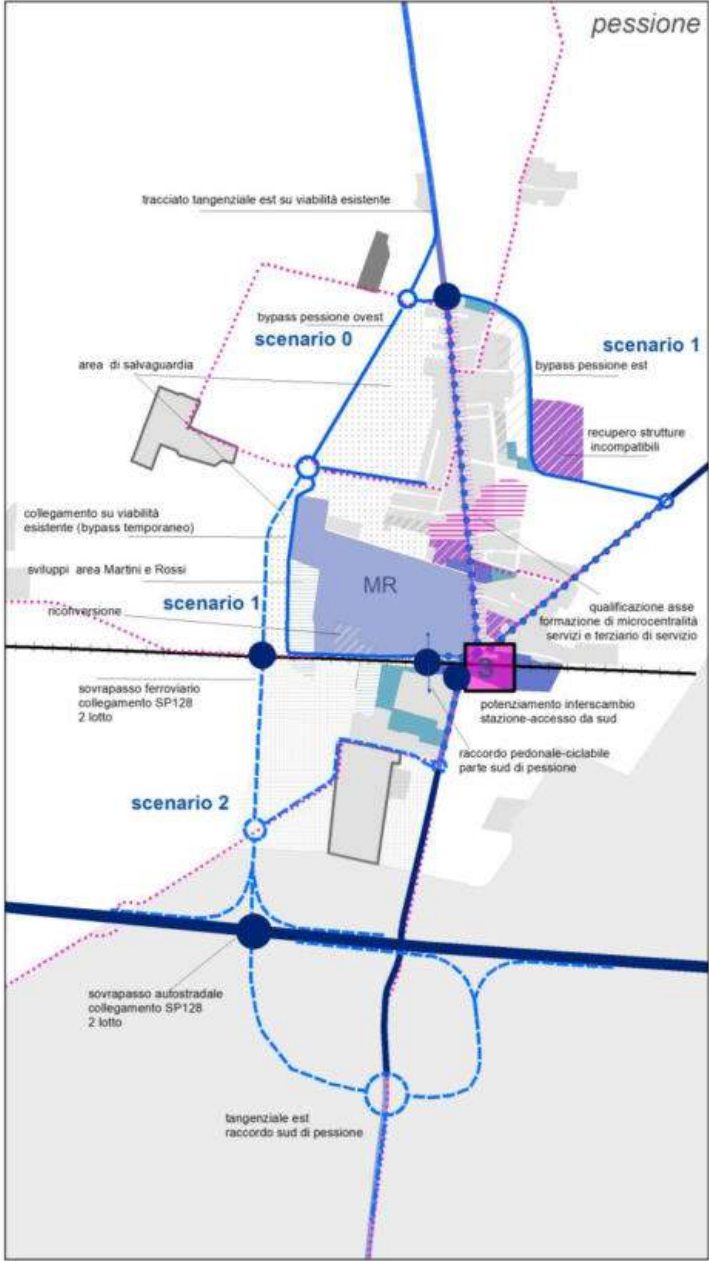 pessione
tracciato tangenziale est su viabilità esistente
bypass pessione ovest
scenario 0
scenario 1
area di salvaguardia
bypass pessione est
recupero strutture
incompatibili
collegamento su viabilità
esistente (bypass temporaneo)
sviluppi area Martini e Rossi
MR
scenario 1
riconversione
qualificazione asse
formazione di microcentralità
servizi e terziario di servizio
S
sovrapasso ferroviario
collegamento SP128
2 lotto
potenziamento interscambio
stazione-accesso da sud
raccordo pedonale-ciclabile
parte sud di pessione
scenario 2
sovrapasso autostradale
collegamento SP128
2 lotto
tangenziale est
raccordo sud di pessione